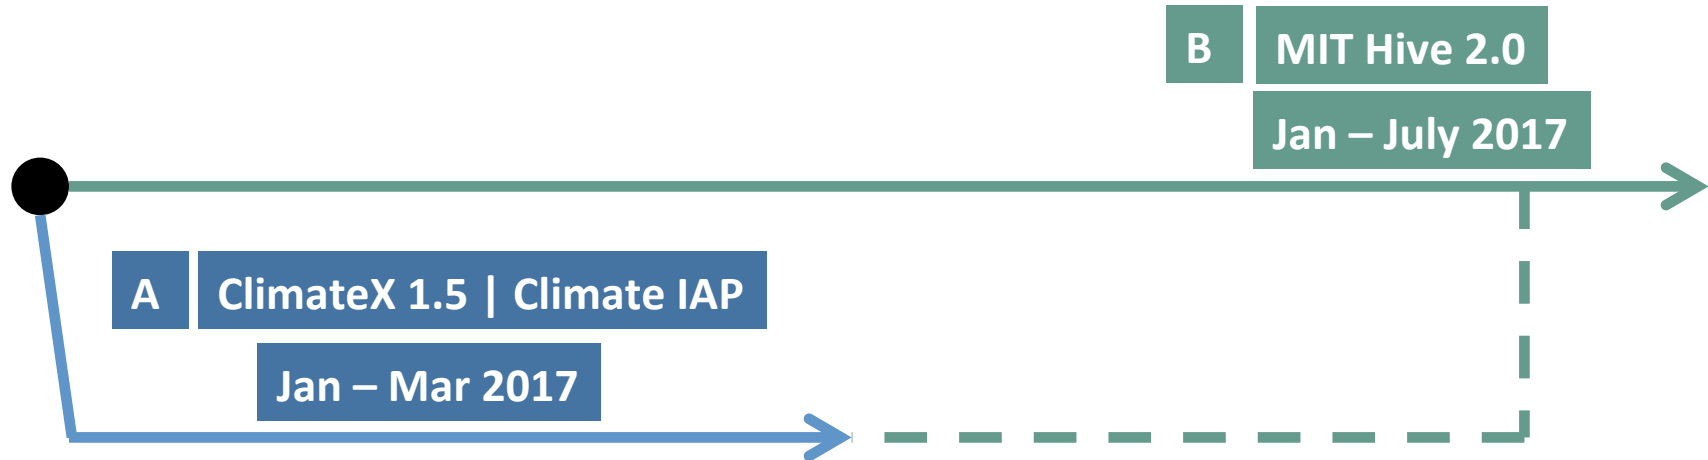 B MIT Hive 2.0
Jan – July 2017
A ClimateX 1.5 | Climate IAP
Jan – Mar 2017